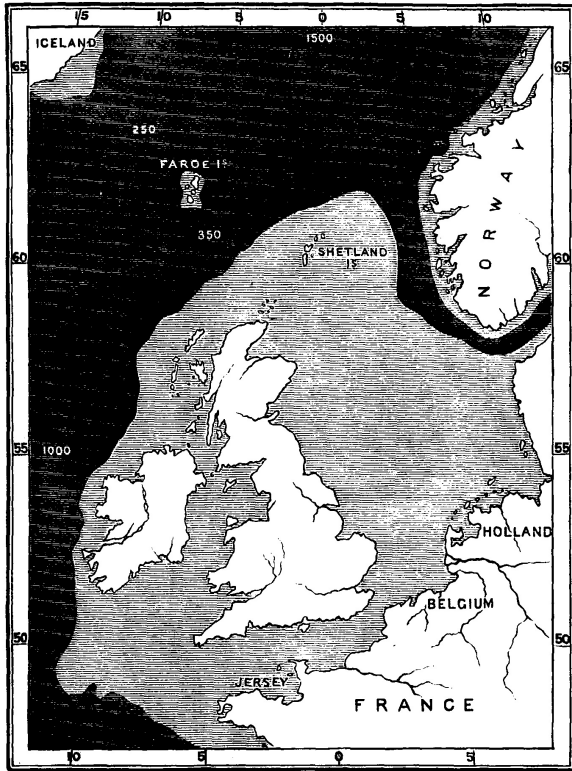 15 10 5 0 5 10
ICELAND
1500
65 65
250
FAROE Iˢ
350
60 60
SHETLAND
Iˢ
NORWAY
55 55
1000
HOLLAND
BELGIUM
50 50
JERSEY
FRANCE
10 5 0 5